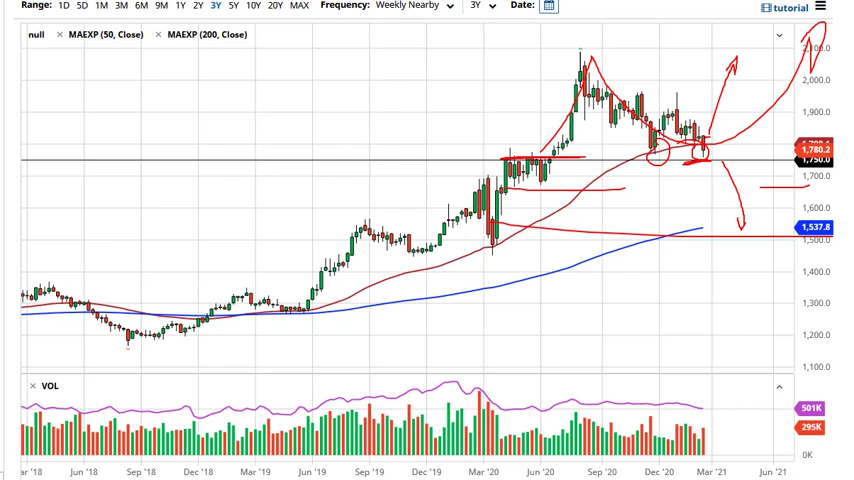 Range: 1D 5D 1M 3M 6M 9M 1Y 2Y 3Y 5Y 10Y 20Y MAX Frequency: Weekly Nearby 3Y Date: tutorial
null × MAEXP (50, Close) × MAEXP (200, Close)
2,100.0
2,000.0
1,900.0
1,780.2
1,750.0
1,700.0
1,600.0
1,537.8
1,500.0
1,400.0
1,300.0
1,200.0
1,100.0
× VOL
501K
295K
0K
Jun '18 Sep '18 Dec '18 Mar '19 Jun '19 Sep '19 Dec '19 Mar '20 Jun '20 Sep '20 Dec '20 Mar '21 Jun '21